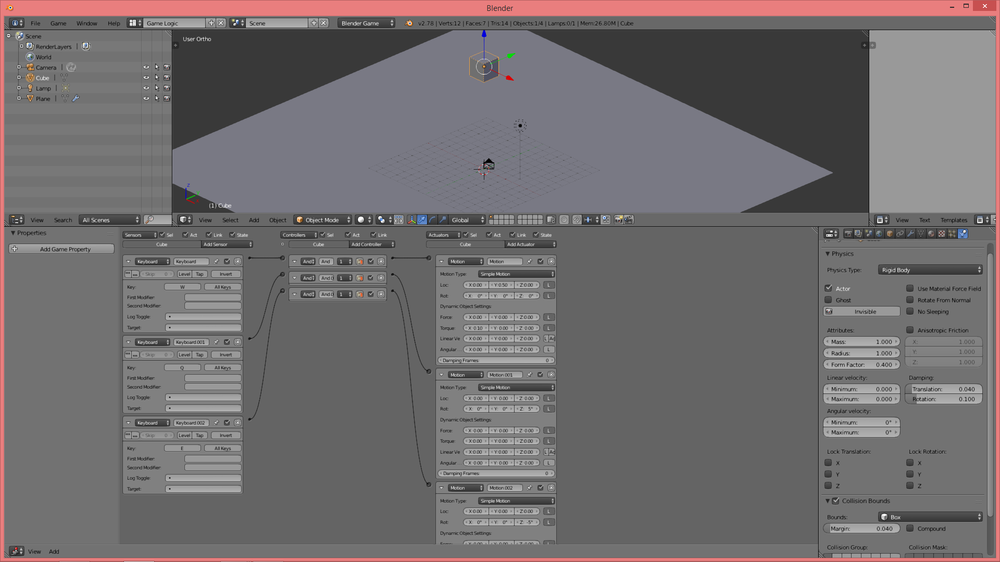 Blender
File Game Window Help Game Logic Scene Blender Game v2.78 | Verts:12 | Faces:7 | Tris:14 | Objects:1/4 | Lamps:0/1 | Mem:26.80M | Cube
Scene
RenderLayers
World
Camera
Cube
Lamp
Plane
User Ortho
(1) Cube
View Search All Scenes
View Select Add Object Object Mode Global
View Text Templates
Properties
Add Game Property
Sensors Sel Act Link State
Cube Add Sensor
Keyboard Keyboard
Skip: 0 Level Tap Invert
Key: W All Keys
First Modifier:
Second Modifier:
Log Toggle:
Target:
Keyboard Keyboard.001
Skip: 0 Level Tap Invert
Key: Q All Keys
First Modifier:
Second Modifier:
Log Toggle:
Target:
Keyboard Keyboard.002
Skip: 0 Level Tap Invert
Key: E All Keys
First Modifier:
Second Modifier:
Log Toggle:
Target:
Controllers Sel Act Link
Cube Add Controller
And And 1
And And.0 1
And And.0 1
Actuators Sel Act Link State
Cube Add Actuator
Motion Motion
Motion Type: Simple Motion
Loc: X:0.00 Y:0.50 Z:0.00 L
Rot: X: 0° Y: 0° Z: 0° L
Dynamic Object Settings:
Force: X:0.00 Y:0.00 Z:0.00 L
Torque: X:0.10 Y:0.00 Z:0.00 L
Linear Ve X:0.00 Y:0.00 Z:0.00 L
Angular ... X:0.00 Y:0.00 Z:0.00 L
Damping Frames: 0
Motion Motion.001
Motion Type: Simple Motion
Loc: X:0.00 Y:0.00 Z:0.00 L
Rot: X: 0° Y: 0° Z: 5° L
Dynamic Object Settings:
Force: X:0.00 Y:0.00 Z:0.00 L
Torque: X:0.00 Y:0.00 Z:0.00 L
Linear Ve X:0.00 Y:0.00 Z:0.00 L
Angular ... X:0.00 Y:0.00 Z:0.00 L
Damping Frames: 0
Motion Motion.002
Motion Type: Simple Motion
Loc: X:0.00 Y:0.00 Z:0.00 L
Rot: X: 0° Y: 0° Z: -5° L
Dynamic Object Settings:
Physics
Physics Type: Rigid Body
Actor Use Material Force Field
Ghost Rotate From Normal
Invisible No Sleeping
Attributes: Anisotropic Friction
Mass: 1.000 X: 1.000
Radius: 1.000 Y: 1.000
Form Factor: 0.400 Z: 1.000
Linear velocity: Damping:
Minimum: 0.000 Translation: 0.040
Maximum: 0.000 Rotation: 0.100
Angular velocity:
Minimum: 0°
Maximum: 0°
Lock Translation: Lock Rotation:
X X
Y Y
Z Z
Collision Bounds
Bounds: Box
Margin: 0.040 Compound
Collision Group: Collision Mask:
View Add